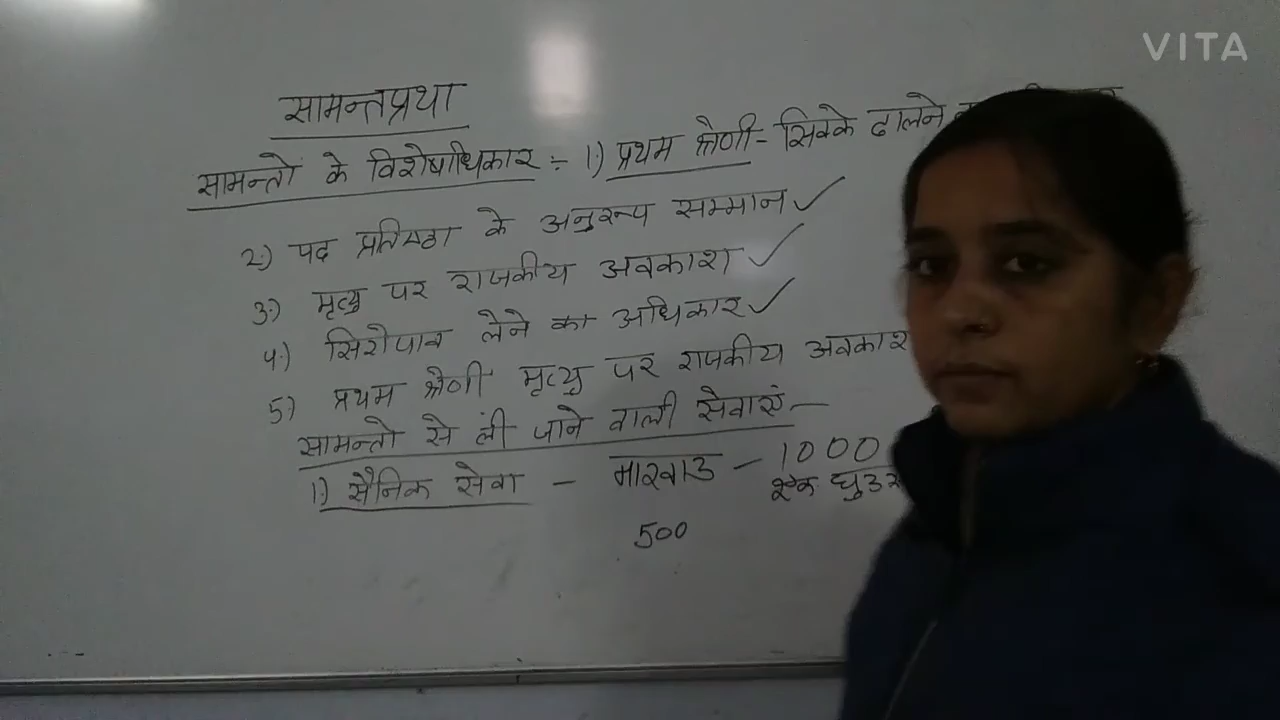 VITA
सामन्तप्रथा
सामन्तों के विशेषाधिकार :- 1.) प्रथम श्रेणी - सिक्के ढालने
2.) पद प्रतिष्ठा के अनुरूप सम्मान ✓
3.) मृत्यु पर राजकीय अवकाश ✓
4.) सिरोपाव लेने का अधिकार ✓
5.) प्रथम श्रेणी मृत्यु पर राजकीय अवकाश
सामन्तों से ली जाने वाली सेवाएं —
1.) सैनिक सेवा - मारवाड - 1000
एक
500